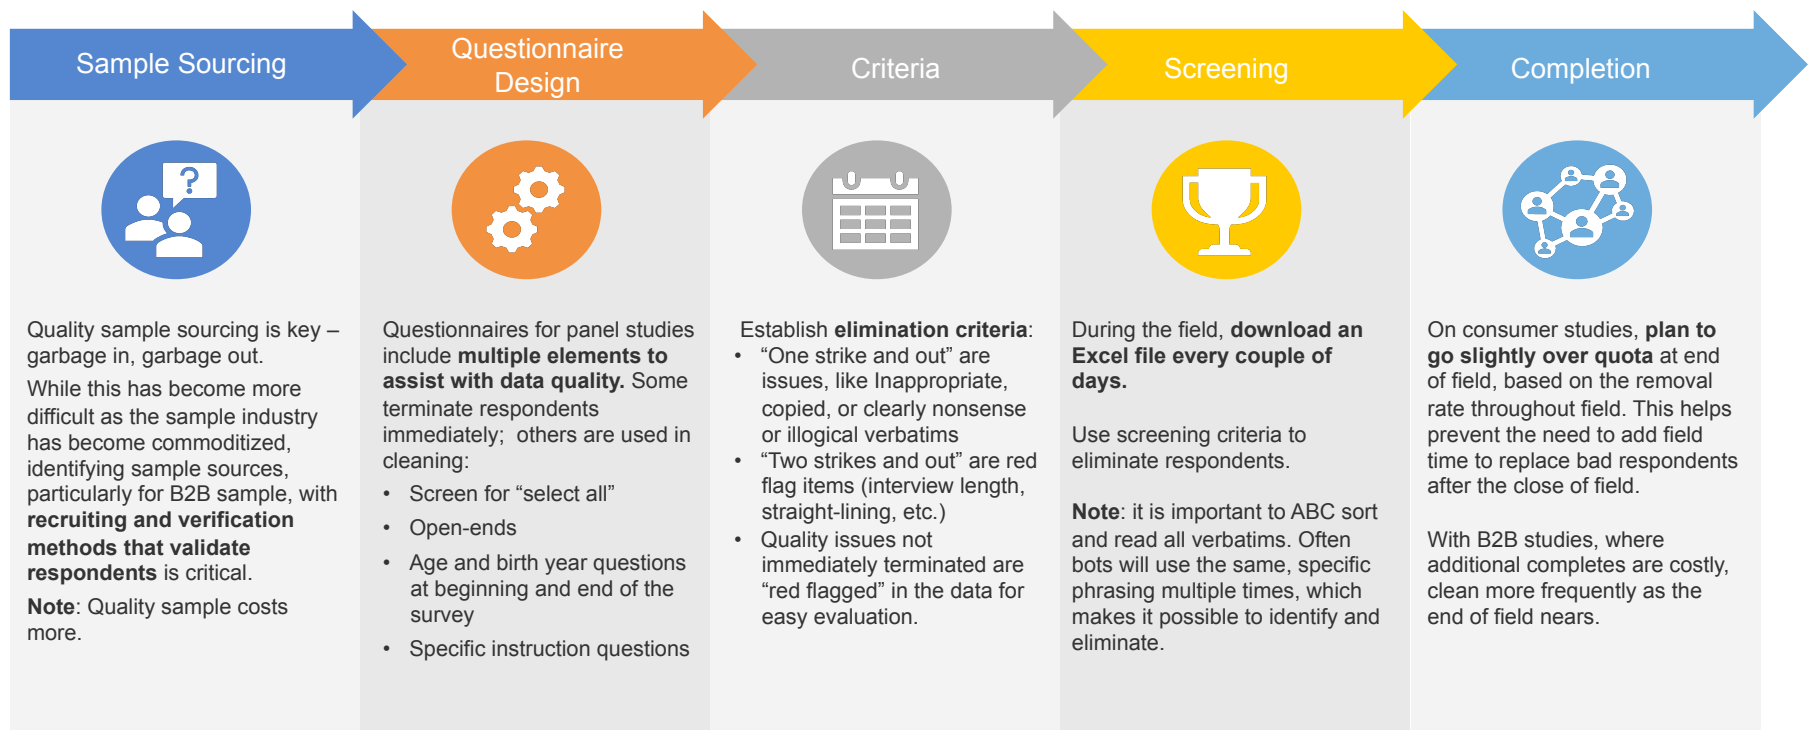 Sample Sourcing
Questionnaire
Design
Criteria
Screening
Completion
?
Quality sample sourcing is key –
garbage in, garbage out.
While this has become more
difficult as the sample industry
has become commoditized,
identifying sample sources,
particularly for B2B sample, with
recruiting and verification
methods that validate
respondents is critical.
Note: Quality sample costs
more.
Questionnaires for panel studies
include multiple elements to
assist with data quality. Some
terminate respondents
immediately;  others are used in
cleaning:
• Screen for “select all”
• Open-ends
• Age and birth year questions
at beginning and end of the
survey
• Specific instruction questions
Establish elimination criteria:
• “One strike and out” are
issues, like Inappropriate,
copied, or clearly nonsense
or illogical verbatims
• “Two strikes and out” are red
flag items (interview length,
straight-lining, etc.)
• Quality issues not
immediately terminated are
“red flagged” in the data for
easy evaluation.
During the field, download an
Excel file every couple of
days.
Use screening criteria to
eliminate respondents.
Note: it is important to ABC sort
and read all verbatims. Often
bots will use the same, specific
phrasing multiple times, which
makes it possible to identify and
eliminate.
On consumer studies, plan to
go slightly over quota at end
of field, based on the removal
rate throughout field. This helps
prevent the need to add field
time to replace bad respondents
after the close of field.
With B2B studies, where
additional completes are costly,
clean more frequently as the
end of field nears.